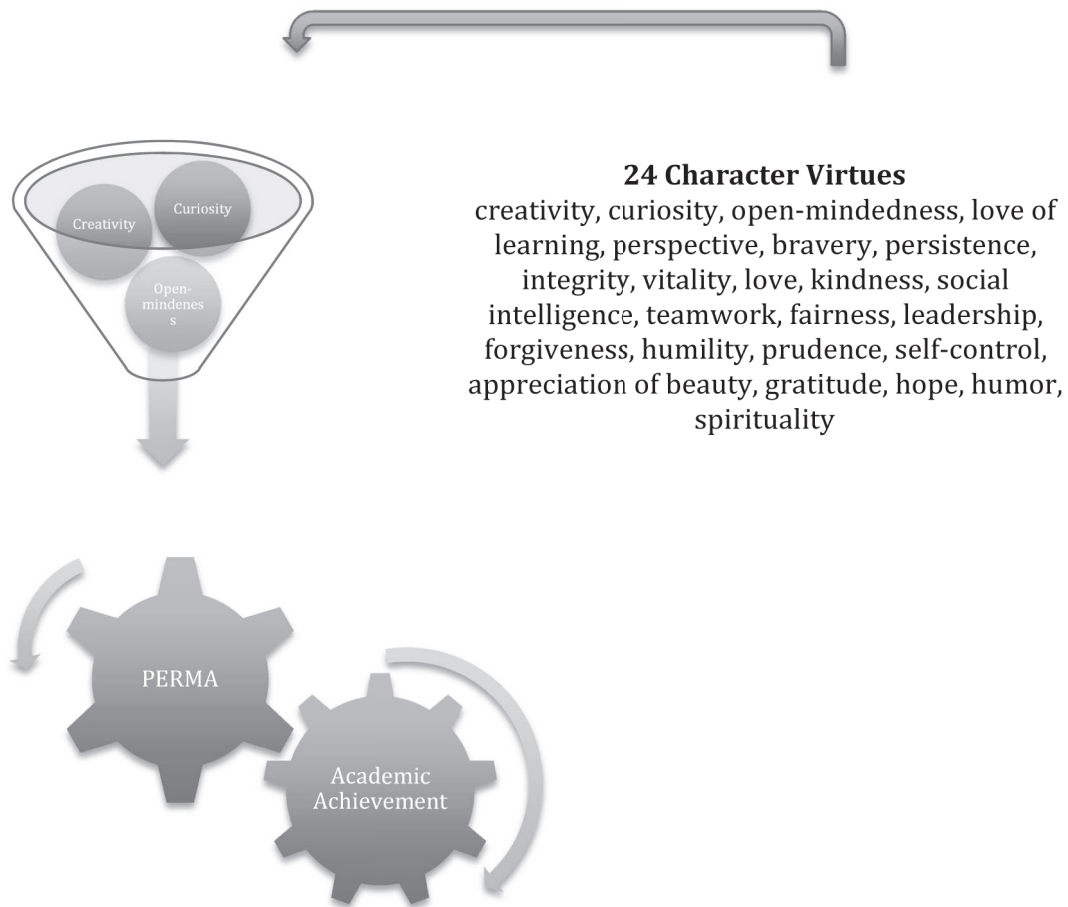 Creativity
Curiosity
Open-
mindenes
s
24 Character Virtues
creativity, curiosity, open-mindedness, love of
learning, perspective, bravery, persistence,
integrity, vitality, love, kindness, social
intelligence, teamwork, fairness, leadership,
forgiveness, humility, prudence, self-control,
appreciation of beauty, gratitude, hope, humor,
spirituality
PERMA
Academic
Achievement